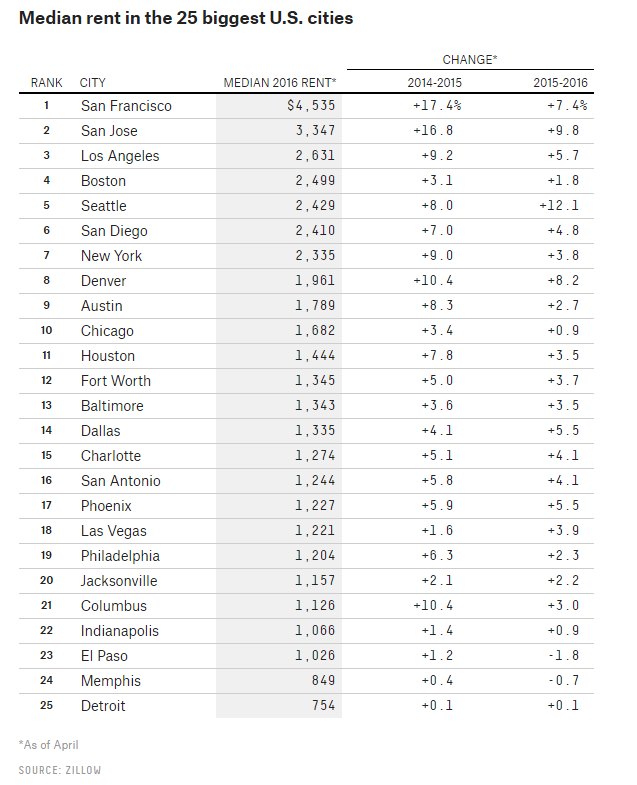 Median rent in the 25 biggest U.S. cities
CHANGE*
RANK CITY MEDIAN 2016 RENT* 2014-2015 2015-2016
1 San Francisco $4,535 +17.4% +7.4%
2 San Jose 3,347 +16.8 +9.8
3 Los Angeles 2,631 +9.2 +5.7
4 Boston 2,499 +3.1 +1.8
5 Seattle 2,429 +8.0 +12.1
6 San Diego 2,410 +7.0 +4.8
7 New York 2,335 +9.0 +3.8
8 Denver 1,961 +10.4 +8.2
9 Austin 1,789 +8.3 +2.7
10 Chicago 1,682 +3.4 +0.9
11 Houston 1,444 +7.8 +3.5
12 Fort Worth 1,345 +5.0 +3.7
13 Baltimore 1,343 +3.6 +3.5
14 Dallas 1,335 +4.1 +5.5
15 Charlotte 1,274 +5.1 +4.1
16 San Antonio 1,244 +5.8 +4.1
17 Phoenix 1,227 +5.9 +5.5
18 Las Vegas 1,221 +1.6 +3.9
19 Philadelphia 1,204 +6.3 +2.3
20 Jacksonville 1,157 +2.1 +2.2
21 Columbus 1,126 +10.4 +3.0
22 Indianapolis 1,066 +1.4 +0.9
23 El Paso 1,026 +1.2 -1.8
24 Memphis 849 +0.4 -0.7
25 Detroit 754 +0.1 +0.1
*As of April
SOURCE: ZILLOW